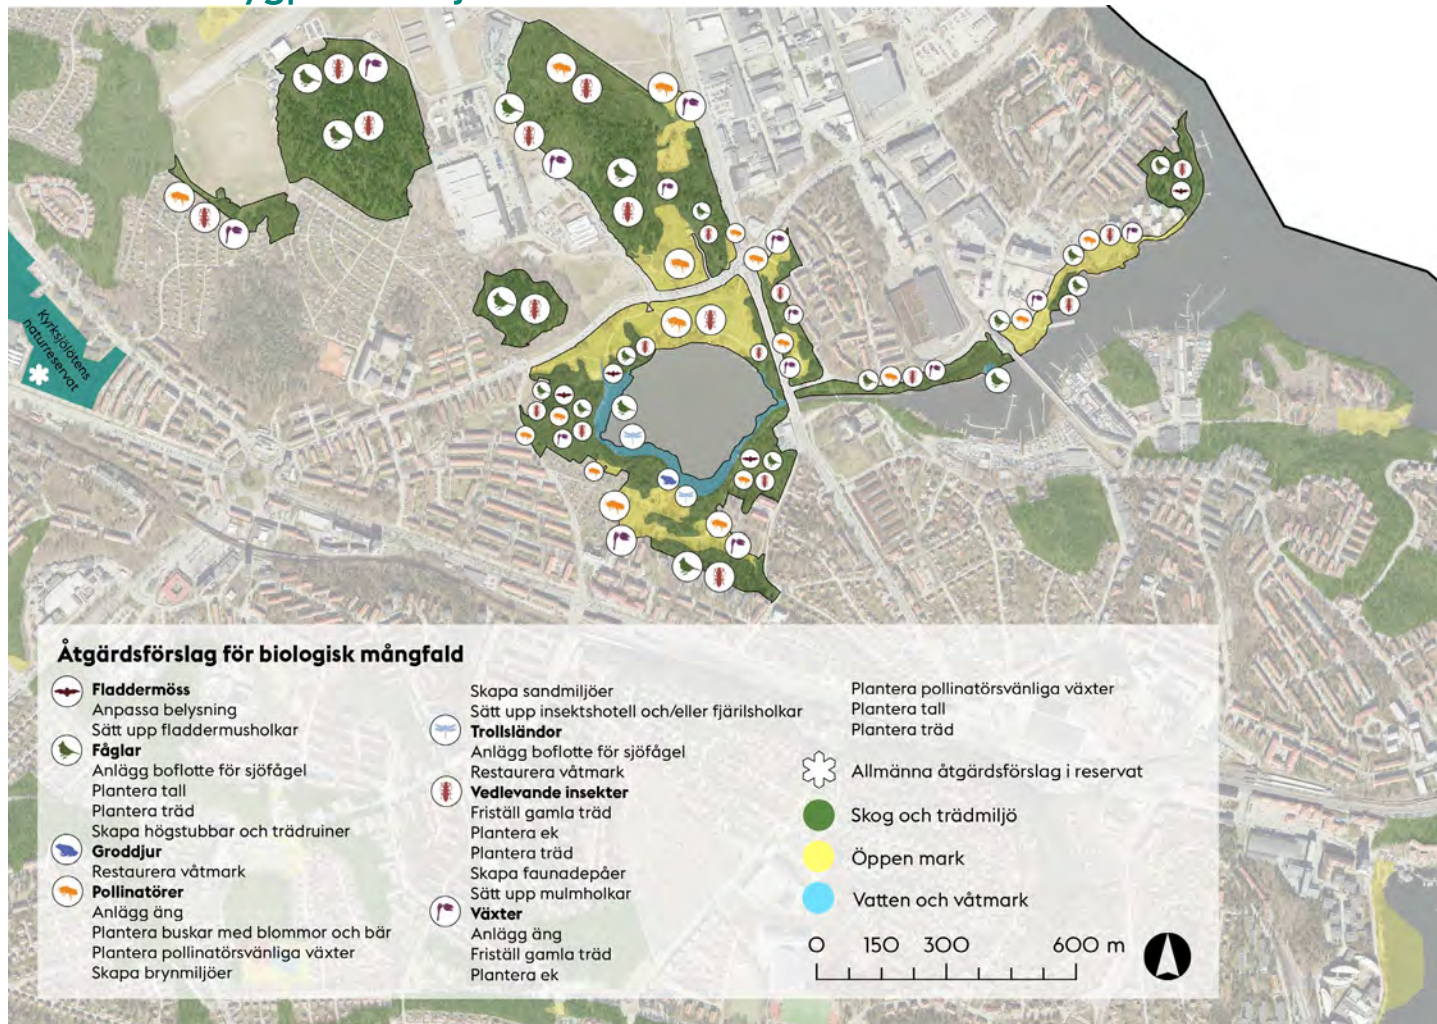 Kyrksjölötens
naturreservat
Åtgärdsförslag för biologisk mångfald
Fladdermöss
Anpassa belysning
Sätt upp fladdermusholkar
Fåglar
Anlägg boflotte för sjöfågel
Plantera tall
Plantera träd
Skapa högstubbar och trädruiner
Groddjur
Restaurera våtmark
Pollinatörer
Anlägg äng
Plantera buskar med blommor och bär
Plantera pollinatörsvänliga växter
Skapa brynmiljöer
Skapa sandmiljöer
Sätt upp insektshotell och/eller fjärilsholkar
Trollsländor
Anlägg boflotte för sjöfågel
Restaurera våtmark
Vedlevande insekter
Friställ gamla träd
Plantera ek
Plantera träd
Skapa faunadepåer
Sätt upp mulmholkar
Växter
Anlägg äng
Friställ gamla träd
Plantera ek
Plantera pollinatörsvänliga växter
Plantera tall
Plantera träd
Allmänna åtgärdsförslag i reservat
Skog och trädmiljö
Öppen mark
Vatten och våtmark
0 150 300 600 m